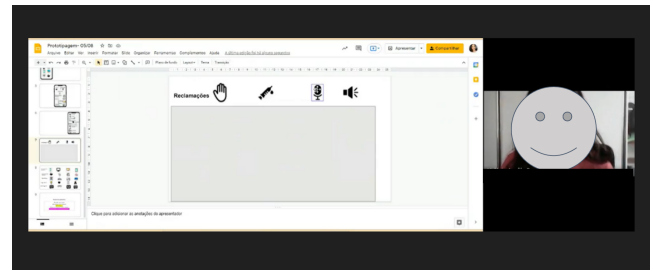 Prototipagem- 05/08
Arquivo Editar Ver Inserir Formatar Slide Organizar Ferramentas Complementos Ajuda
Apresentar
Compartilhar
Plano de fundo Layout Tema Transição
Reclamações
Clique para adicionar as anotações do apresentador